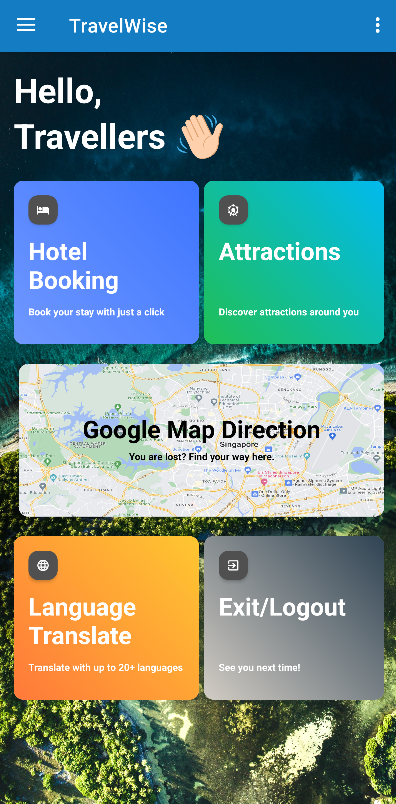 TravelWise
Hello,
Travellers 👋🏻
Hotel
Booking
Book your stay with just a click
Attractions
Discover attractions around you
Google Map Direction
Singapore
You are lost? Find your way here.
Language
Translate
Translate with up to 20+ languages
Exit/Logout
See you next time!